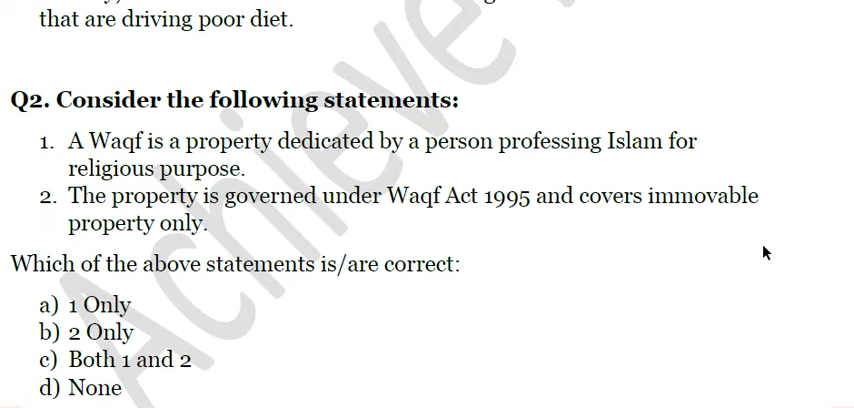 that are driving poor diet.
Q2. Consider the following statements:
1. A Waqf is a property dedicated by a person professing Islam for
religious purpose.
2. The property is governed under Waqf Act 1995 and covers immovable
property only.
Which of the above statements is/are correct:
a) 1 Only
b) 2 Only
c) Both 1 and 2
d) None
Achieve